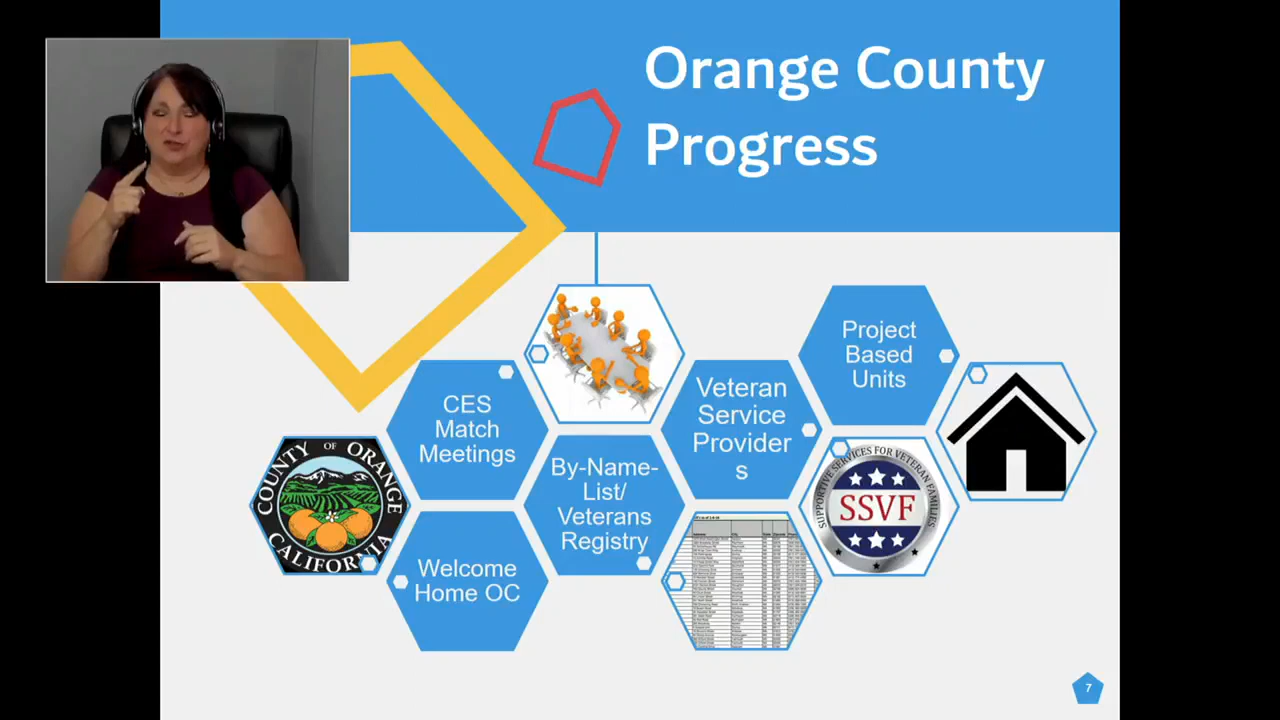 Orange County
Progress
Project
Based
Units
CES
Match
Meetings
Veteran
Service
Provider
s
By-Name-
List/
Veterans
Registry
COUNTY OF ORANGE
CALIFORNIA
SUPPORTIVE SERVICES FOR VETERAN FAMILIES
SSVF
Welcome
Home OC
7